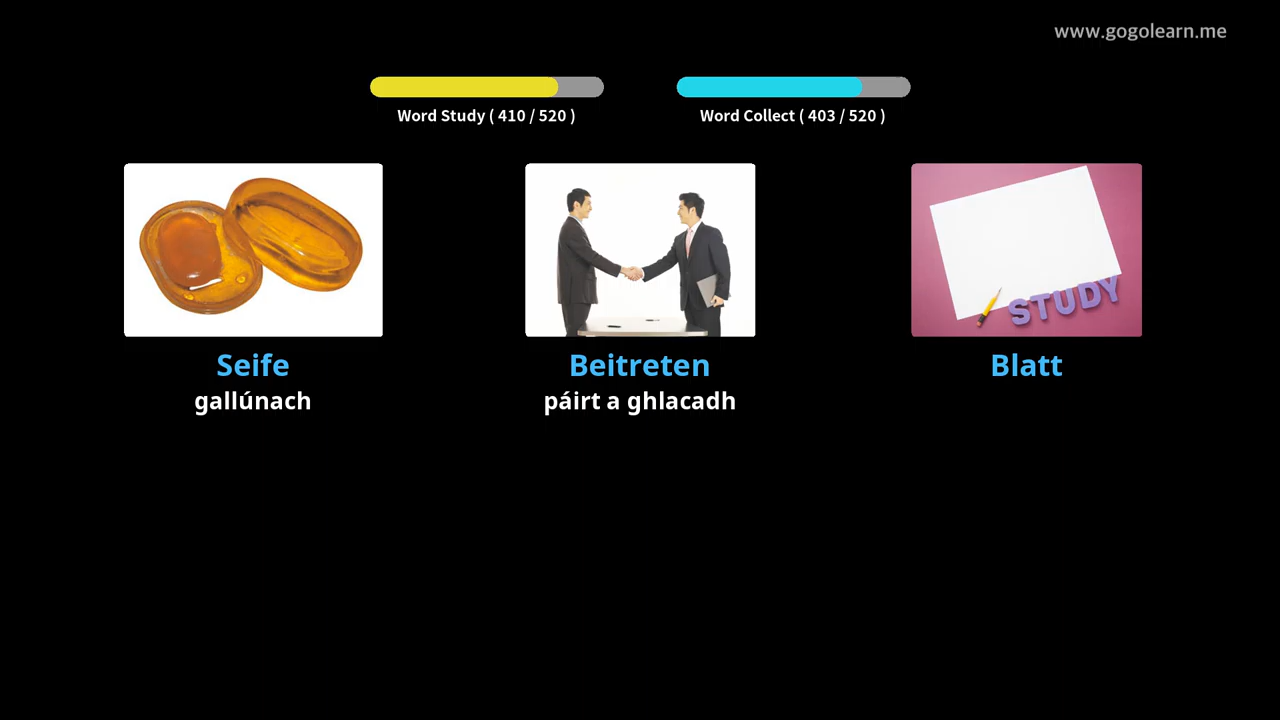 www.gogolearn.me
Word Study ( 410 / 520 )
Word Collect ( 403 / 520 )
STUDY
Seife
Beitreten
Blatt
gallúnach
páirt a ghlacadh